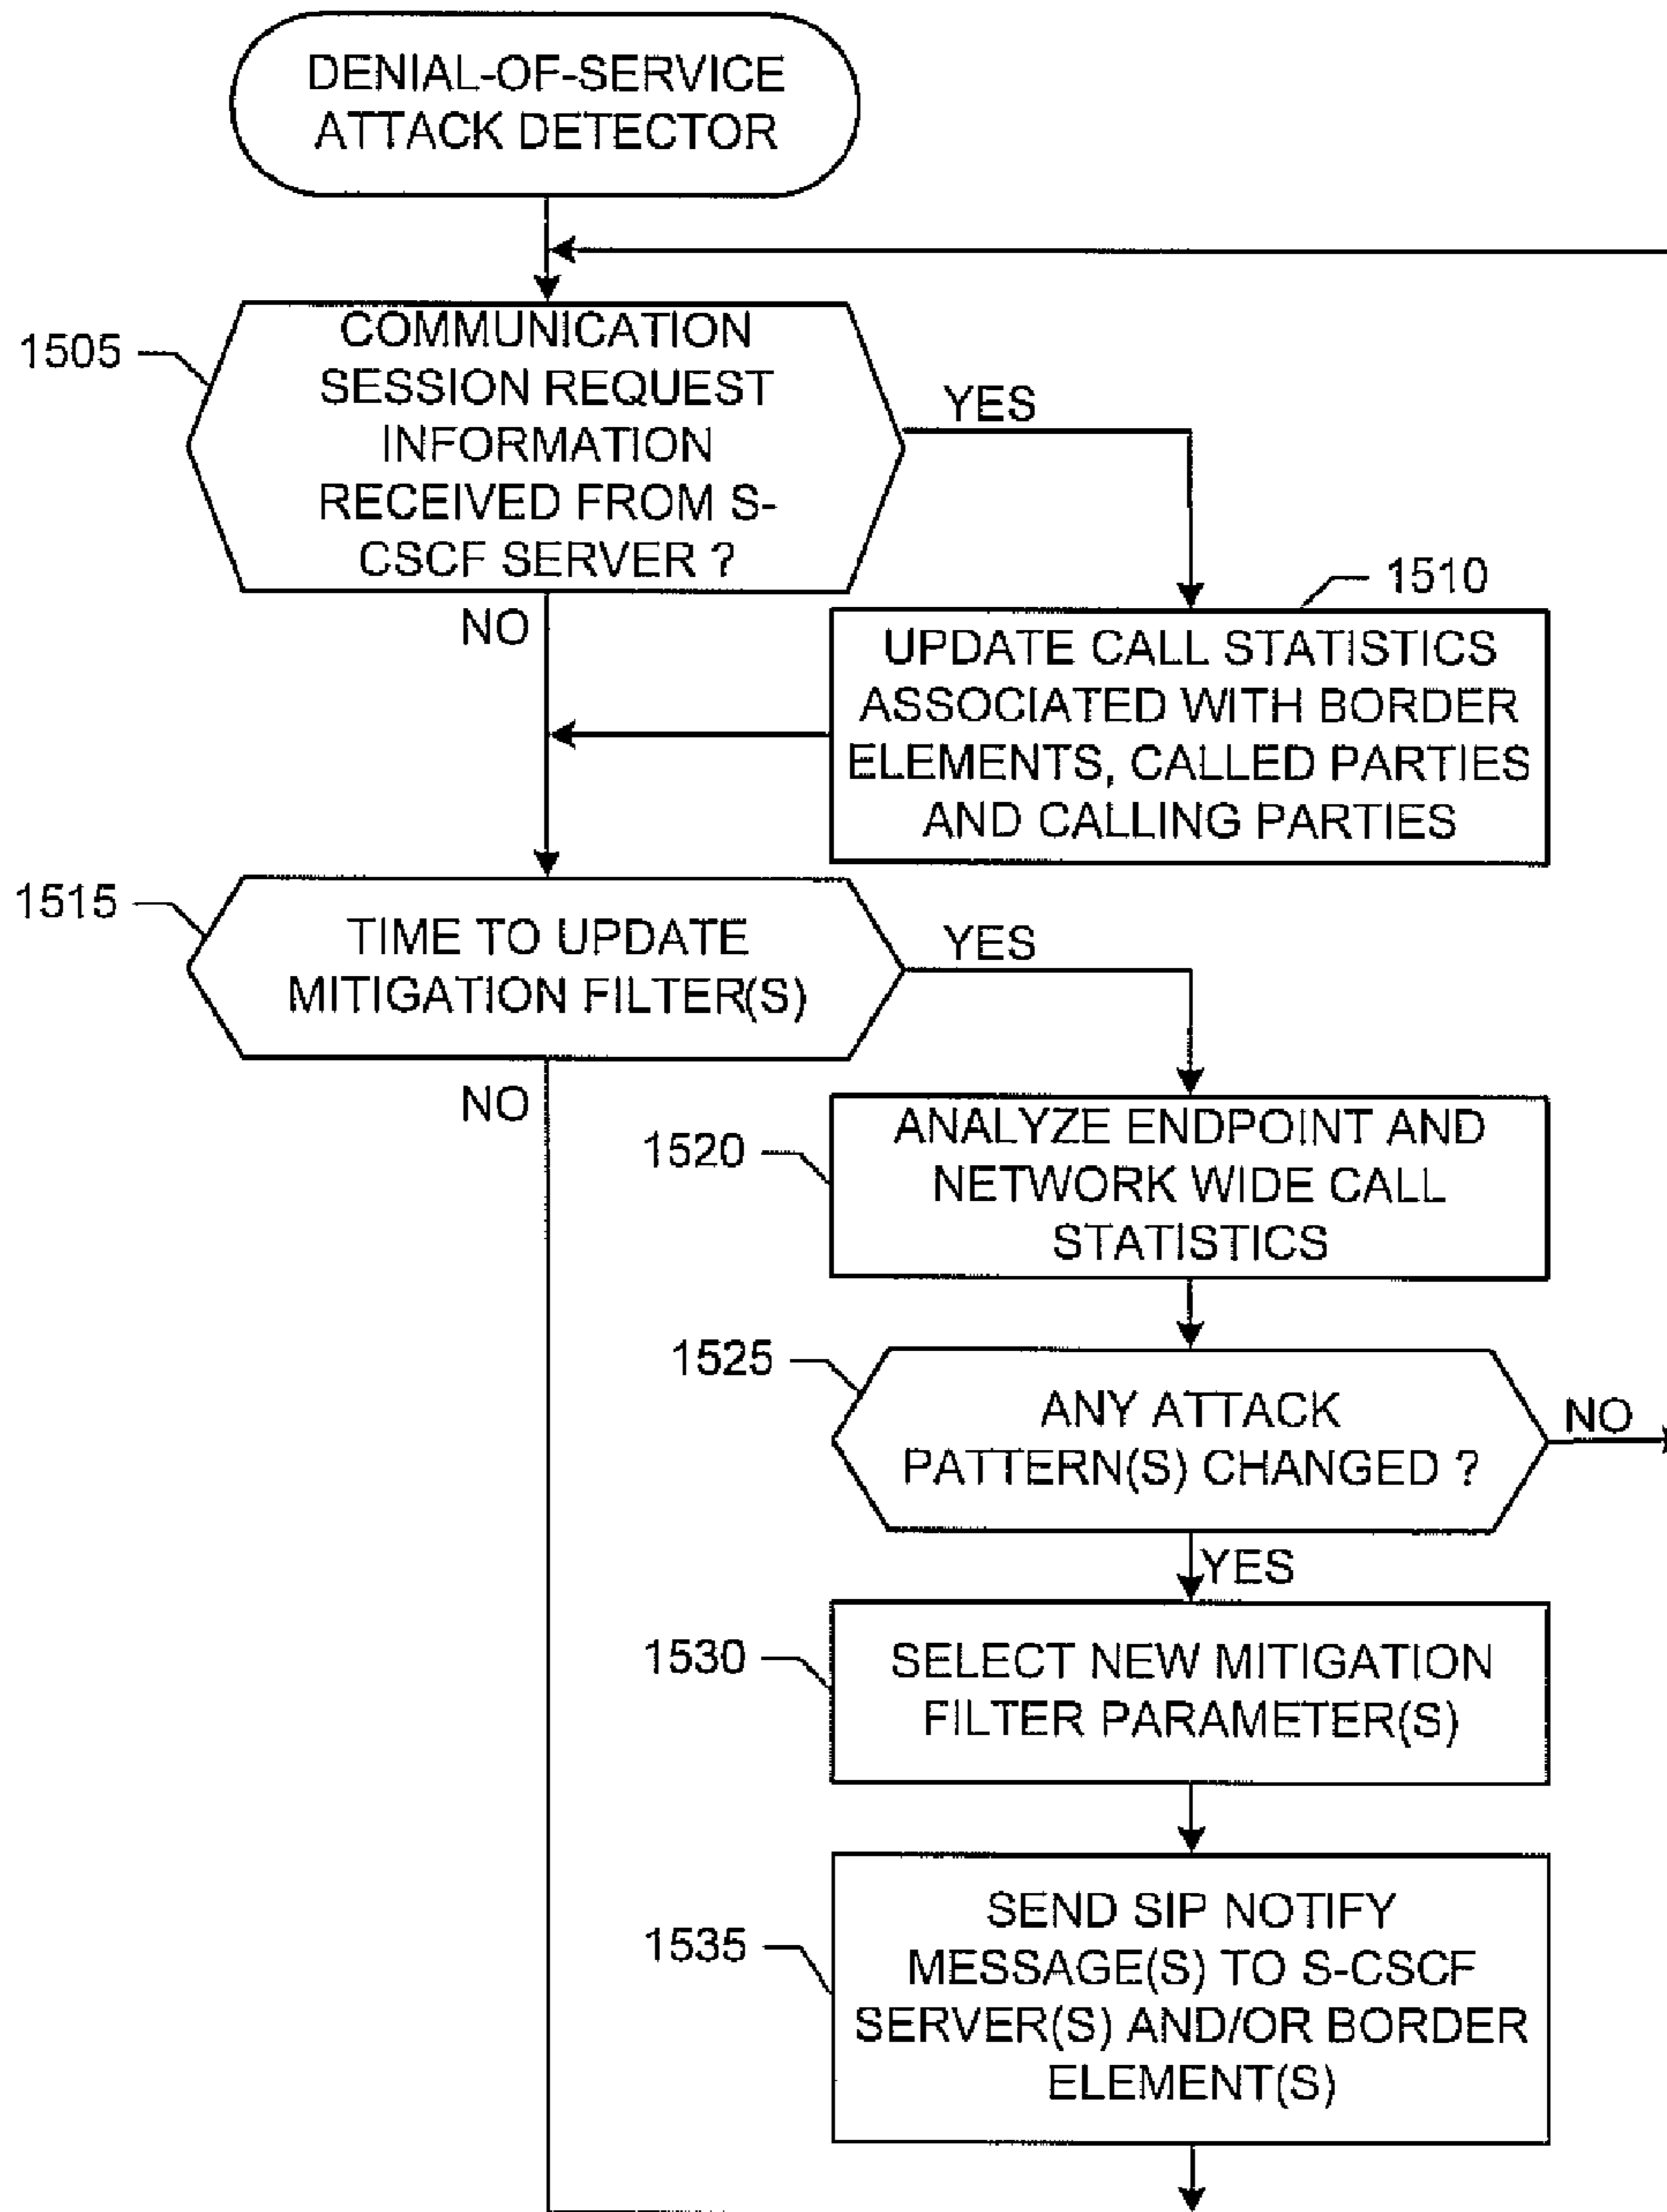 DENIAL-OF-SERVICE
ATTACK DETECTOR
1505
COMMUNICATION
SESSION REQUEST
INFORMATION
RECEIVED FROM S-
CSCF SERVER ?
YES
NO
1510
UPDATE CALL STATISTICS
ASSOCIATED WITH BORDER
ELEMENTS, CALLED PARTIES
AND CALLING PARTIES
1515
TIME TO UPDATE
MITIGATION FILTER(S)
YES
NO
1520
ANALYZE ENDPOINT AND
NETWORK WIDE CALL
STATISTICS
1525
ANY ATTACK
PATTERN(S) CHANGED ?
NO
YES
1530
SELECT NEW MITIGATION
FILTER PARAMETER(S)
1535
SEND SIP NOTIFY
MESSAGE(S) TO S-CSCF
SERVER(S) AND/OR BORDER
ELEMENT(S)